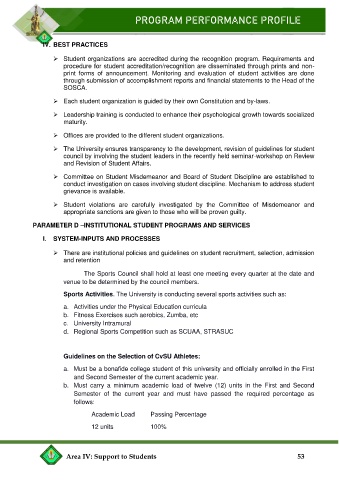 PROGRAM PERFORMANCE PROFILE
IV. BEST PRACTICES
➢ Student organizations are accredited during the recognition program. Requirements and
procedure for student accreditation/recognition are disseminated through prints and non-
print forms of announcement. Monitoring and evaluation of student activities are done
through submission of accomplishment reports and financial statements to the Head of the
SOSCA.
➢ Each student organization is guided by their own Constitution and by-laws.
➢ Leadership training is conducted to enhance their psychological growth towards socialized
maturity.
➢ Offices are provided to the different student organizations.
➢ The University ensures transparency to the development, revision of guidelines for student
council by involving the student leaders in the recently held seminar-workshop on Review
and Revision of Student Affairs.
➢ Committee on Student Misdemeanor and Board of Student Discipline are established to
conduct investigation on cases involving student discipline. Mechanism to address student
grievance is available.
➢ Student violations are carefully investigated by the Committee of Misdemeanor and
appropriate sanctions are given to those who will be proven guilty.
PARAMETER D –INSTITUTIONAL STUDENT PROGRAMS AND SERVICES
I. SYSTEM-INPUTS AND PROCESSES
➢ There are institutional policies and guidelines on student recruitment, selection, admission
and retention
The Sports Council shall hold at least one meeting every quarter at the date and
venue to be determined by the council members.
Sports Activities. The University is conducting several sports activities such as:
a. Activities under the Physical Education curricula
b. Fitness Exercises such aerobics, Zumba, etc
c. University Intramural
d. Regional Sports Competition such as SCUAA, STRASUC
Guidelines on the Selection of CvSU Athletes:
a. Must be a bonafide college student of this university and officially enrolled in the First
and Second Semester of the current academic year.
b. Must carry a minimum academic load of twelve (12) units in the First and Second
Semester of the current year and must have passed the required percentage as
follows:
Academic Load Passing Percentage
12 units 100%
Area IV: Support to Students 53